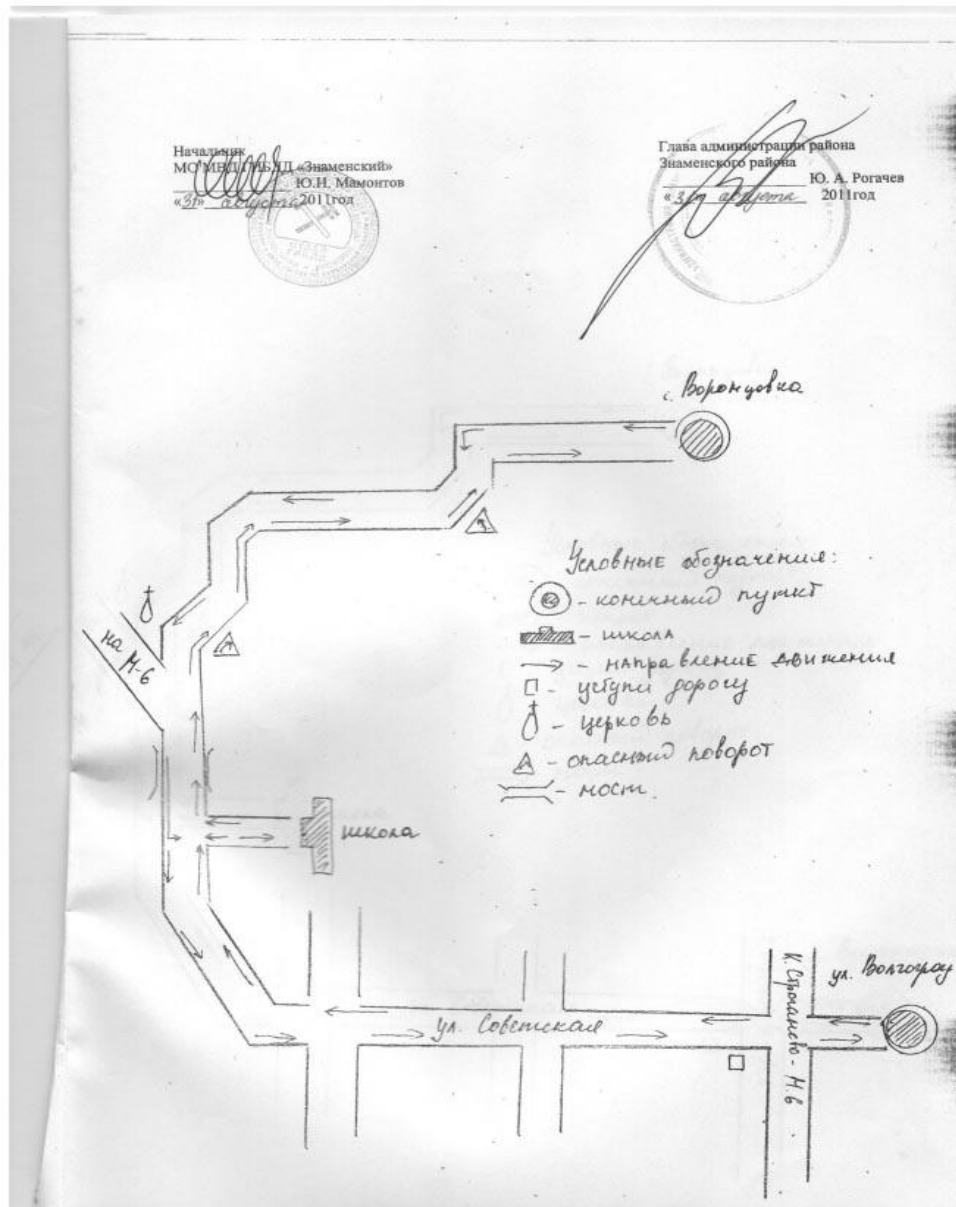 Начальник
МО МВД ГИБДД «Знаменский»
Ю.Н. Мамонтов
«31» августа 2011год
Глава администрации района
Знаменского района
Ю. А. Рогачев
«31» августа 2011год
с. Воронцовка
Условные обозначения:
- конечный пункт
- школа
- направление движения
- уступи дорогу
- церковь
- опасный поворот
- мост.
на М-6
школа
ул. Советская
К. Строганово - М.6
ул. Волгоград